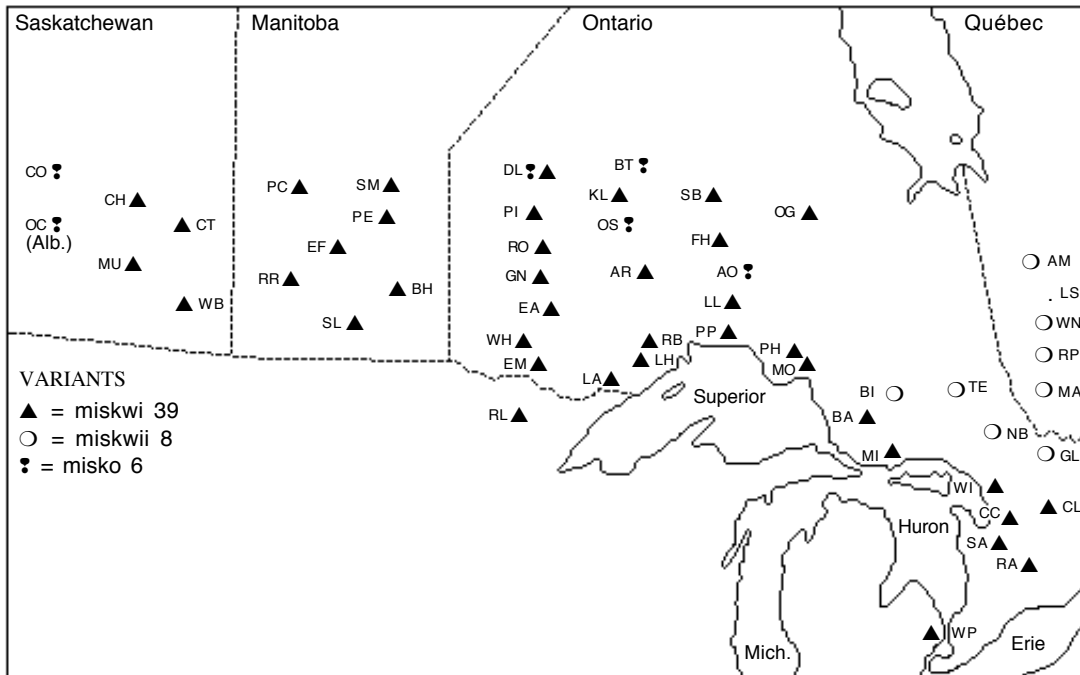 Saskatchewan Manitoba Ontario Québec
CO
DL
BT
PC
SM
CH
KL
SB
OC
(Alb.)
CT
PE
PI
OS
OG
EF
RO
FH
MU
RR
GN
AR
AO
AM
BH
WB
EA
LL
LS
SL
WN
WH
RB
PP
PH
RP
EM
LH
MO
VARIANTS
LA
Superior
BI
TE
MA
▲ = miskwi 39
RL
BA
❍ = miskwii 8
NB
MI
GL
❢ = misko 6
WI
CC
CL
Huron
SA
RA
WP
Mich.
Erie